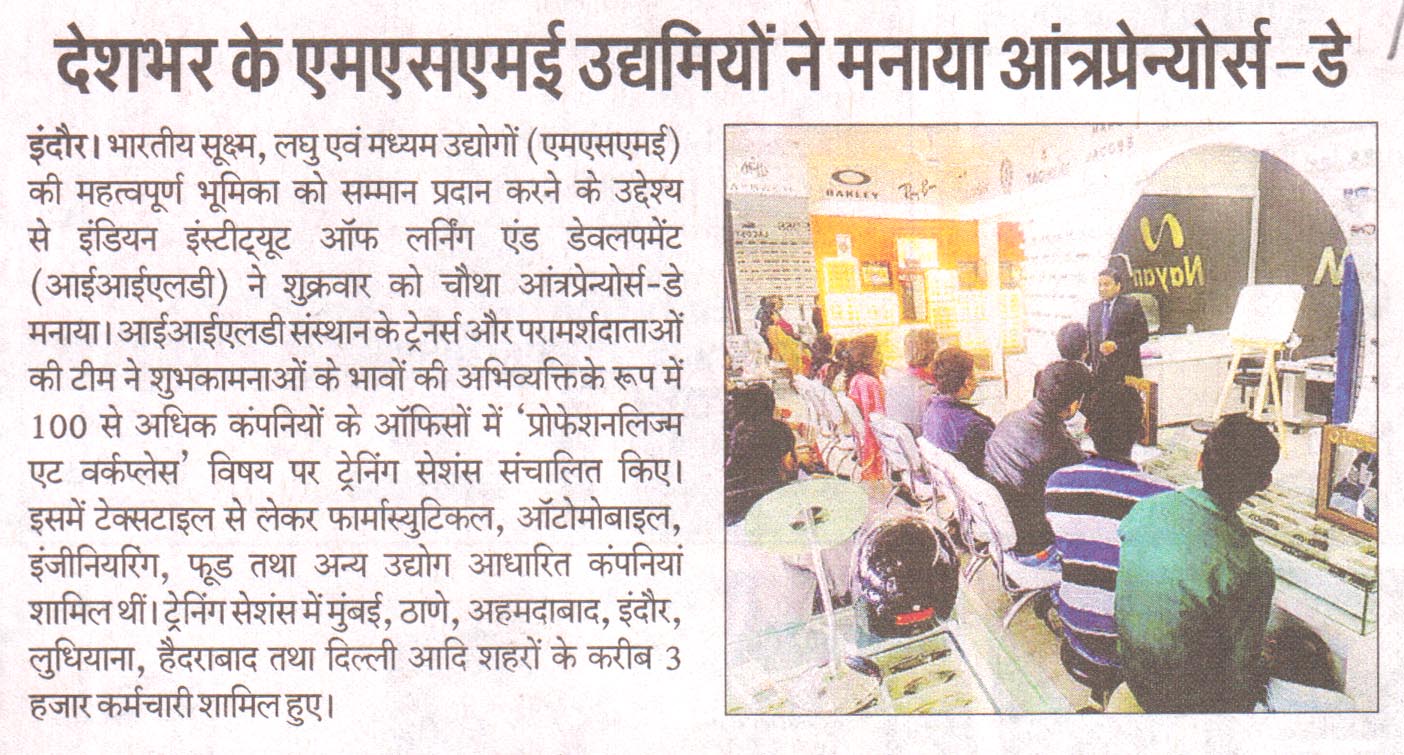 देशभर के एमएसएमई उद्यमियों ने मनाया आंत्रप्रेन्योर्स-डे
इंदौर। भारतीय सूक्ष्म, लघु एवं मध्यम उद्योगों (एमएसएमई)
की महत्वपूर्ण भूमिका को सम्मान प्रदान करने के उद्देश्य
से इंडियन इंस्टीट्यूट ऑफ लर्निंग एंड डेवलपमेंट
(आईआईएलडी) ने शुक्रवार को चौथा आंत्रप्रेन्योर्स-डे
मनाया। आईआईएलडी संस्थान के ट्रेनर्स और परामर्शदाताओं
की टीम ने शुभकामनाओं के भावों की अभिव्यक्ति के रूप में
100 से अधिक कंपनियों के ऑफिसों में ‘प्रोफेशनलिज्म
एट वर्कप्लेस’ विषय पर ट्रेनिंग सेशंस संचालित किए।
इसमें टेक्सटाइल से लेकर फार्मास्युटिकल, ऑटोमोबाइल,
इंजीनियरिंग, फूड तथा अन्य उद्योग आधारित कंपनियां
शामिल थीं। ट्रेनिंग सेशंस में मुंबई, ठाणे, अहमदाबाद, इंदौर,
लुधियाना, हैदराबाद तथा दिल्ली आदि शहरों के करीब 3
हजार कर्मचारी शामिल हुए।
OAKLEY
Ray Ban
Nayan